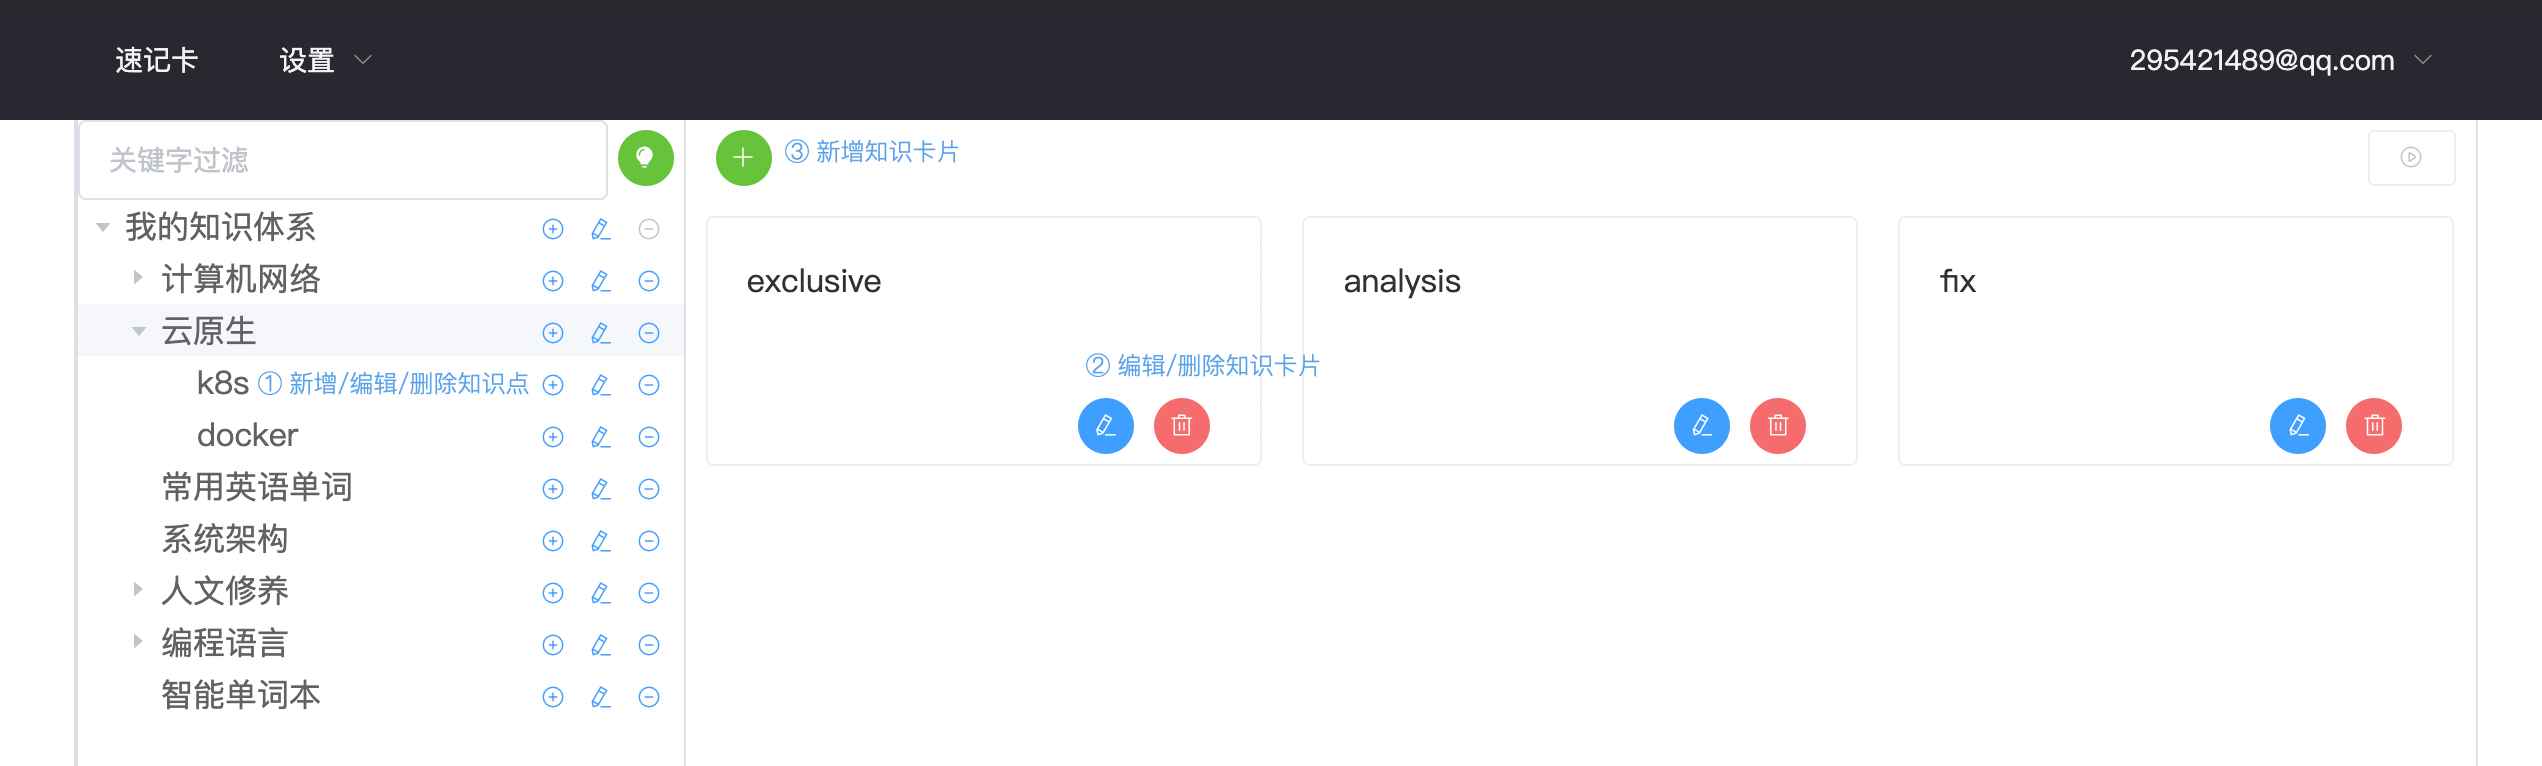 速记卡 设置 295421489@qq.com
关键字过滤
③ 新增知识卡片
我的知识体系
计算机网络
云原生
k8s ① 新增/编辑/删除知识点
docker
常用英语单词
系统架构
人文修养
编程语言
智能单词本
exclusive
② 编辑/删除知识卡片
analysis
fix